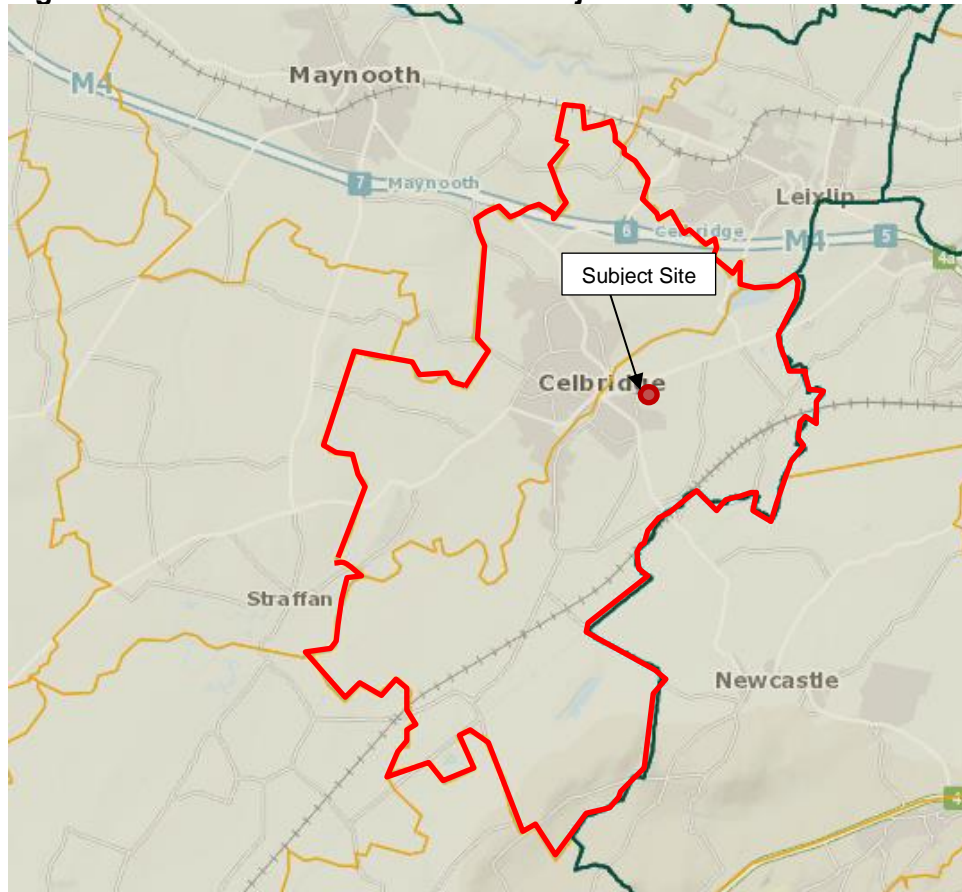 Maynooth
M4
7
Maynooth
Leixlip
6
Celbridge
M4
5
4a
Subject Site
Celbridge
Straffan
Newcastle
4